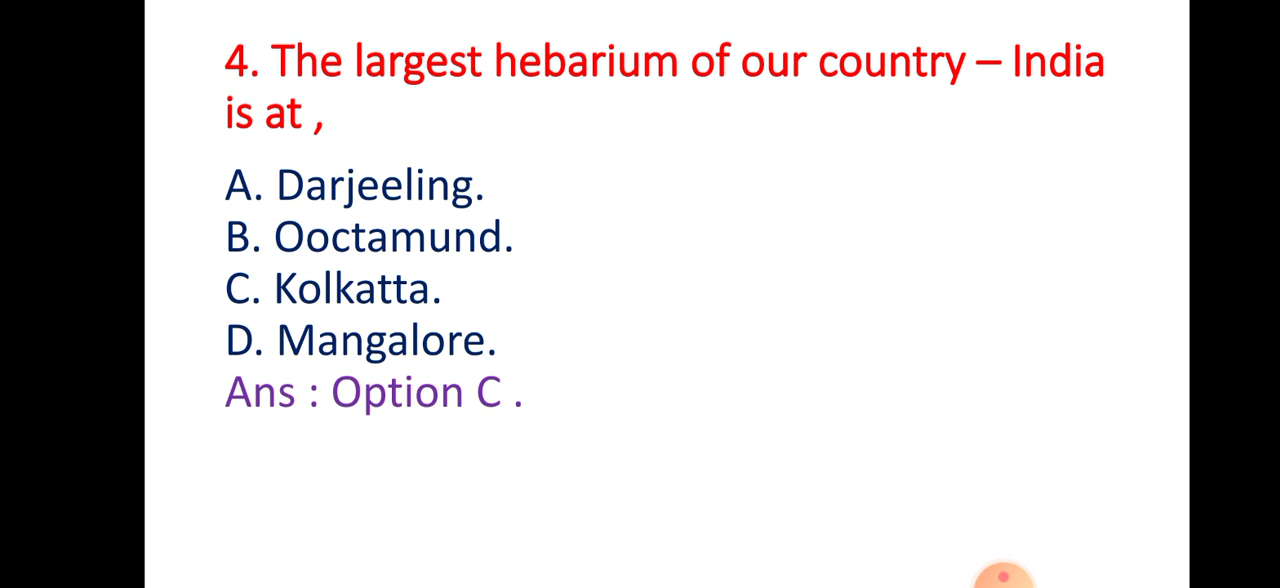 4. The largest hebarium of our country – India
is at ,
A. Darjeeling.
B. Ooctamund.
C. Kolkatta.
D. Mangalore.
Ans : Option C .